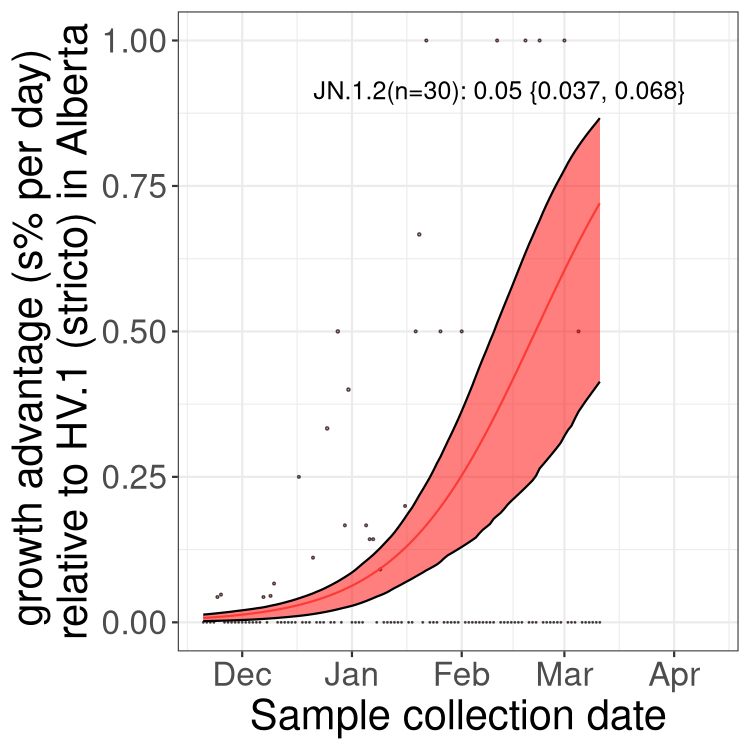 growth advantage (s% per day)
relative to HV.1 (stricto) in Alberta
1.00
JN.1.2(n=30): 0.05 {0.037, 0.068}
0.75
0.50
0.25
0.00
Dec Jan Feb Mar Apr
Sample collection date